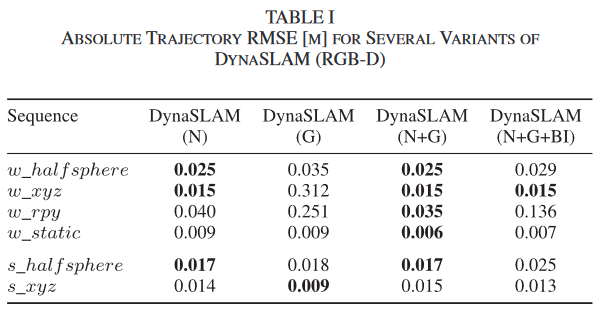 TABLE I
ABSOLUTE TRAJECTORY RMSE [M] FOR SEVERAL VARIANTS OF
DYNASLAM (RGB-D)
Sequence DynaSLAM DynaSLAM DynaSLAM DynaSLAM
(N) (G) (N+G) (N+G+BI)
w_halfsphere 0.025 0.035 0.025 0.029
w_xyz 0.015 0.312 0.015 0.015
w_rpy 0.040 0.251 0.035 0.136
w_static 0.009 0.009 0.006 0.007
s_halfsphere 0.017 0.018 0.017 0.025
s_xyz 0.014 0.009 0.015 0.013